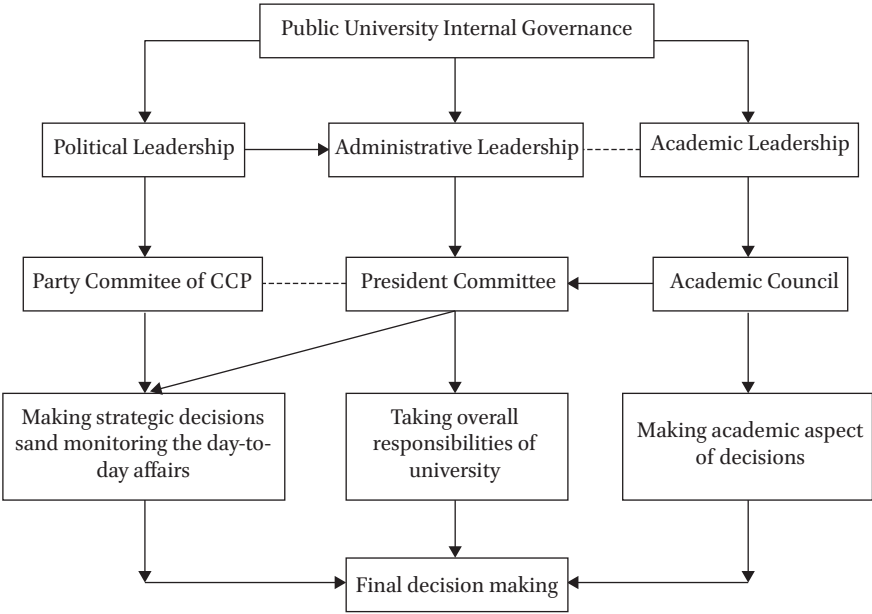 Public University Internal Governance
Political Leadership
Administrative Leadership
Academic Leadership
Party Commitee of CCP
President Committee
Academic Council
Making strategic decisions
sand monitoring the day-to-
day affairs
Taking overall
responsibilities of
university
Making academic aspect
of decisions
Final decision making